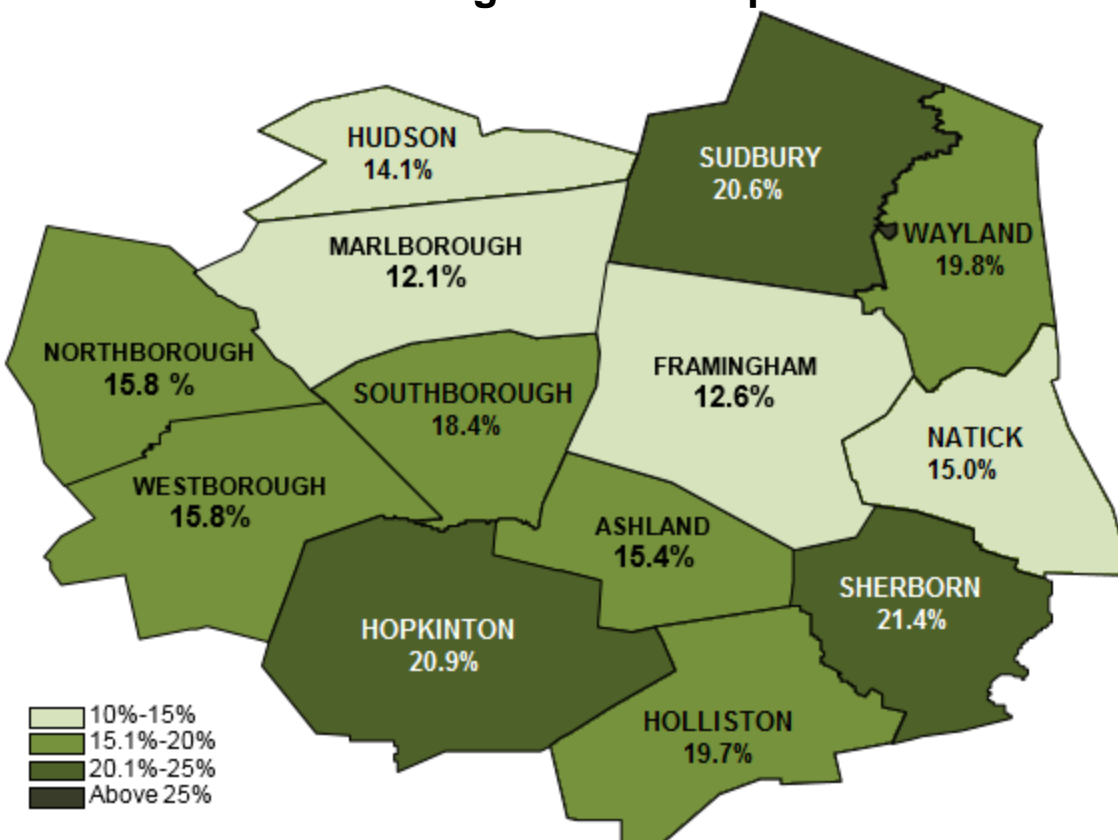 HUDSON
14.1%
SUDBURY
20.6%
WAYLAND
19.8%
MARLBOROUGH
12.1%
NORTHBOROUGH
15.8 %
SOUTHBOROUGH
18.4%
FRAMINGHAM
12.6%
NATICK
15.0%
WESTBOROUGH
15.8%
ASHLAND
15.4%
SHERBORN
21.4%
HOPKINTON
20.9%
HOLLISTON
19.7%
10%-15%
15.1%-20%
20.1%-25%
Above 25%